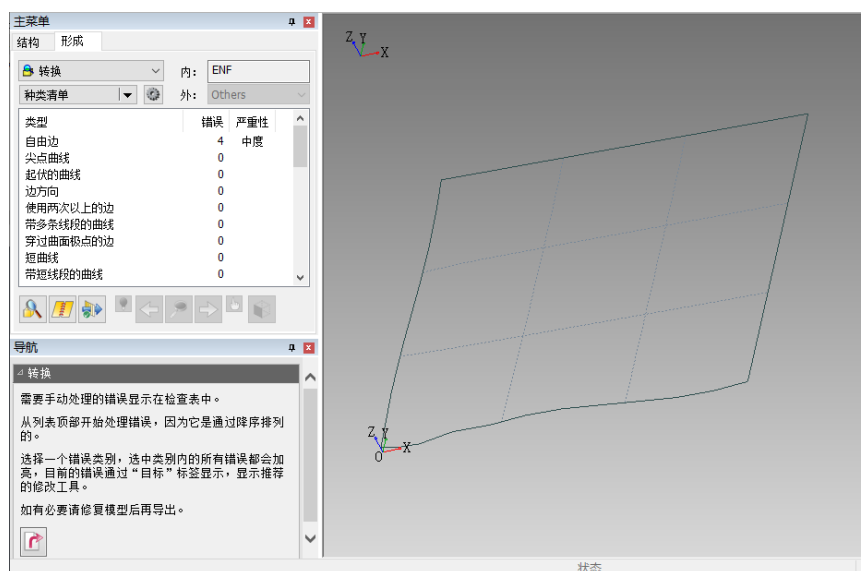 主菜单
结构 形成
转换 内: ENF
种类清单 外: Others
类型 错误 严重性
自由边 4 中度
尖点曲线 0
起伏的曲线 0
边方向 0
使用两次以上的边 0
带多条线段的曲线 0
穿过曲面极点的边 0
短曲线 0
带短线段的曲线 0
导航
转换
需要手动处理的错误显示在检查表中。
从列表顶部开始处理错误，因为它是通过降序排列
的。
选择一个错误类别，选中类别内的所有错误都会加
亮，目前的错误通过“目标”标签显示，显示推荐
的修改工具。
如有必要请修复模型后再导出。
Z Y
X
Z Y
X
O
状态